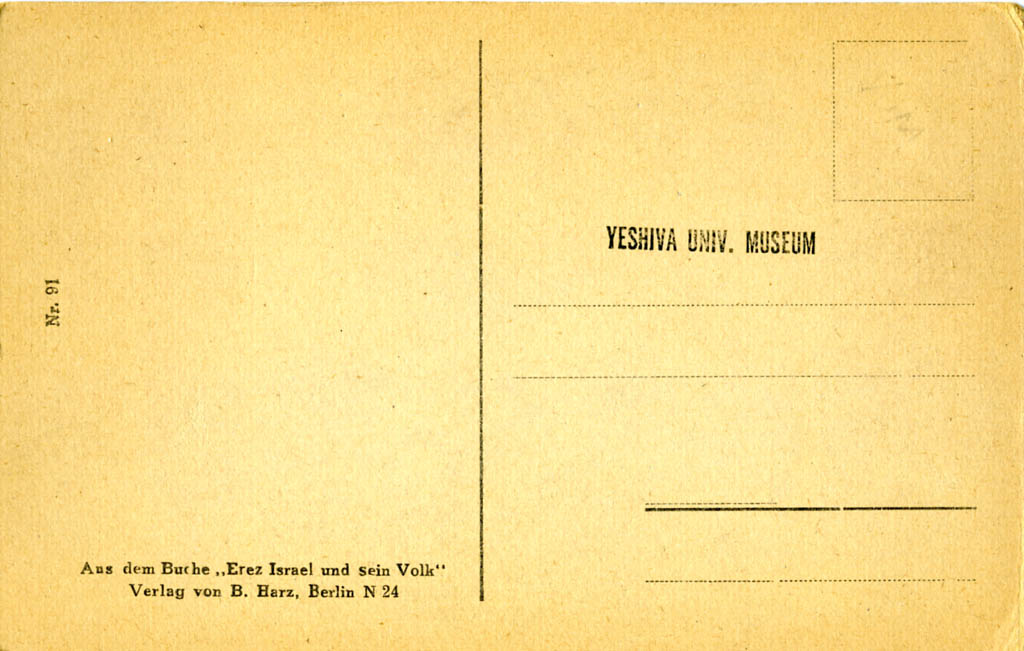 Nr. 91
Aus dem Buche „Erez Israel und sein Volk“
Verlag von B. Harz, Berlin N 24
YESHIVA UNIV. MUSEUM